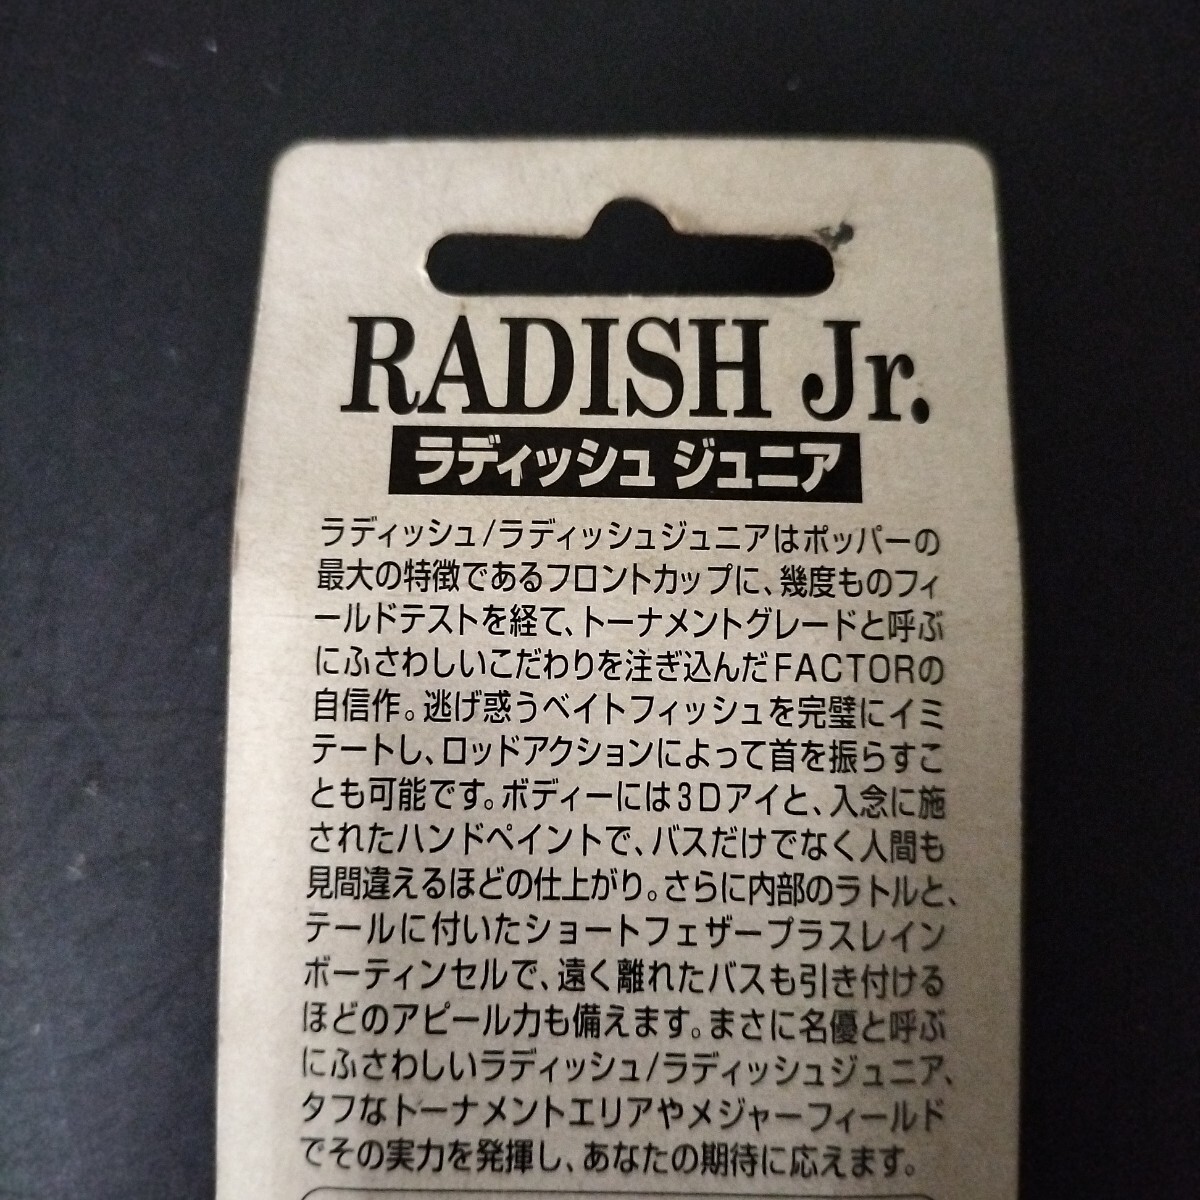 RADISH Jr.
ラディッシュ ジュニア
ラディッシュ/ラディッシュジュニアはポッパーの
最大の特徴であるフロントカップに、幾度ものフィ
ールドテストを経て、トーナメントグレードと呼ぶ
にふさわしいこだわりを注ぎ込んだFACTORの
自信作。逃げ惑うベイトフィッシュを完璧にイミ
テートし、ロッドアクションによって首を振らすこ
とも可能です。ボディーには3Dアイと、入念に施
されたハンドペイントで、バスだけでなく人間も
見間違えるほどの仕上がり。さらに内部のラトルと、
テールに付いたショートフェザープラスレイン
ボーティンセルで、遠く離れたバスも引き付ける
ほどのアピール力も備えます。まさに名優と呼ぶ
にふさわしいラディッシュ/ラディッシュジュニア、
タフなトーナメントエリアやメジャーフィールド
でその実力を発揮し、あなたの期待に応えます。